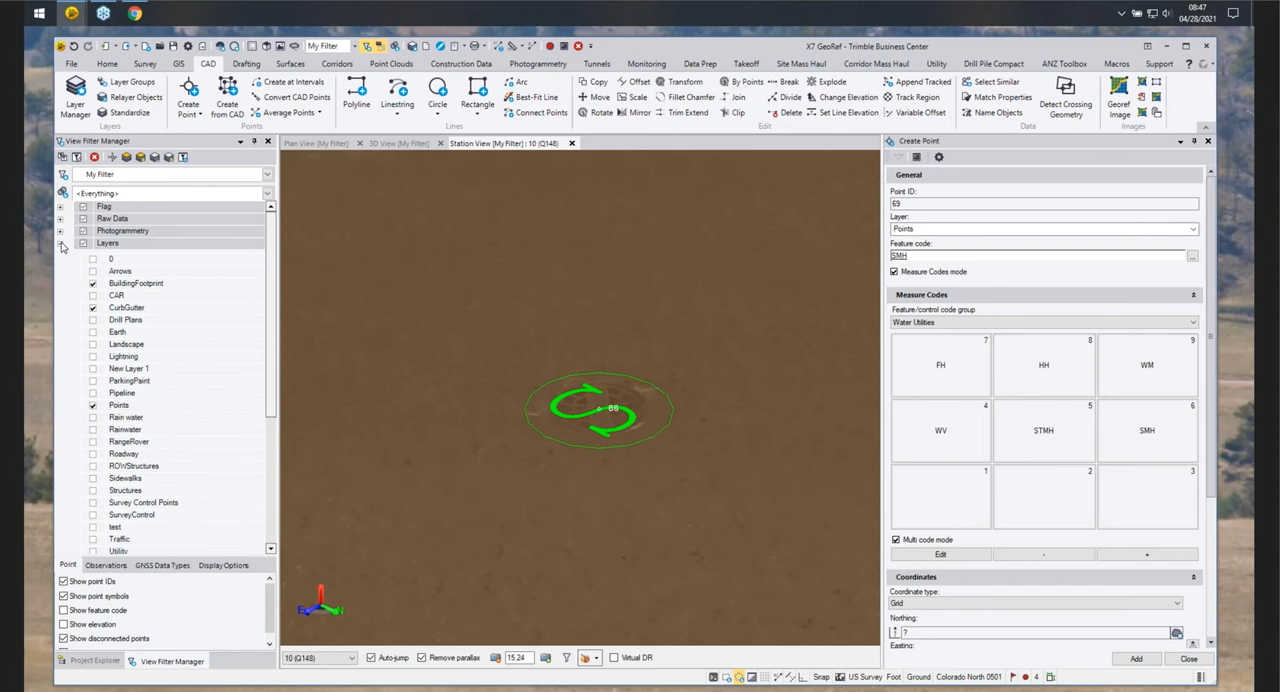 08:47
04/28/2021
My Filter
X7 GeoRef - Trimble Business Center
File Home Survey GIS CAD Drafting Surfaces Corridors Point Clouds Construction Data Photogrammetry Tunnels Monitoring Data Prep Takeoff Site Mass Haul Corridor Mass Haul Utility Drill Pile Compact ANZ Toolbox Macros Support
Layer Manager
Layer Groups
Relayer Objects
Standardize
Layers
Create Point
Create from CAD
Create at Intervals
Convert CAD Points
Average Points
Points
Polyline
Linestring
Circle
Rectangle
Arc
Best-Fit Line
Connect Points
Lines
Copy Offset Transform By Points Break Explode Append Tracked
Move Scale Fillet Chamfer Join Divide Change Elevation Track Region
Rotate Mirror Trim Extend Clip Delete Set Line Elevation Variable Offset
Edit
Select Similar
Match Properties
Name Objects
Detect Crossing Geometry
Data
Georef Image
Images
View Filter Manager
My Filter
<Everything>
Flag
Raw Data
Photogrammetry
Layers
0
Arrows
BuildingFootprint
CAR
CurbGutter
Drill Plans
Earth
Landscape
Lightning
New Layer 1
ParkingPaint
Pipeline
Points
Rain water
Rainwater
RangeRover
Roadway
ROWStructures
Sidewalks
Structures
Survey Control Points
SurveyControl
test
Traffic
Utility
Point Observations GNSS Data Types Display Options
Show point IDs
Show point symbols
Show feature code
Show elevation
Show disconnected points
Project Explorer View Filter Manager
Plan View [My Filter] 3D View [My Filter] Station View [My Filter] : 10 (Q148)
S
68
E N
10 (Q148) Auto-jump Remove parallax 15.24 Virtual DR
Create Point
General
Point ID:
69
Layer:
Points
Feature code:
SMH
Measure Codes mode
Measure Codes
Feature/control code group
Water Utilities
7 8 9
FH HH WM
4 5 6
WV STMH SMH
1 2 3
Multi code mode
Edit - +
Coordinates
Coordinate type:
Grid
Northing:
?
Easting:
Add Close
Snap US Survey Foot Ground Colorado North 0501 4